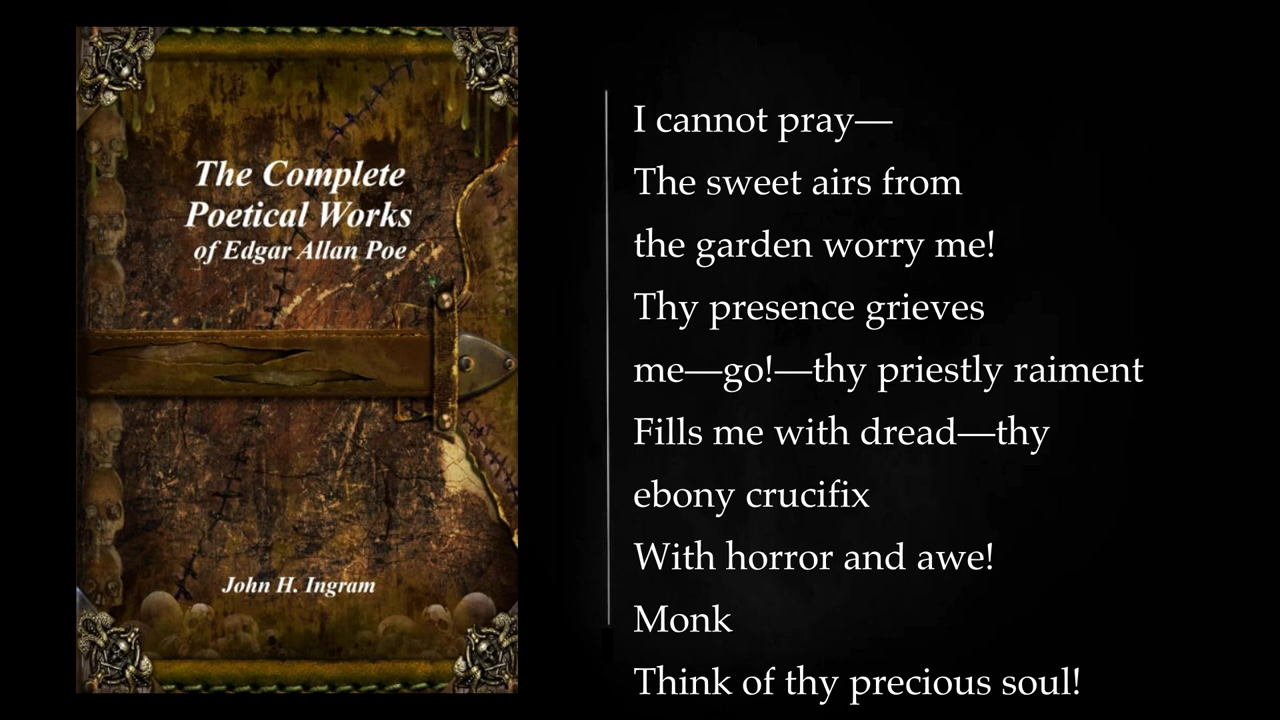 The Complete
Poetical Works
of Edgar Allan Poe
John H. Ingram
I cannot pray—
The sweet airs from
the garden worry me!
Thy presence grieves
me—go!—thy priestly raiment
Fills me with dread—thy
ebony crucifix
With horror and awe!
Monk
Think of thy precious soul!